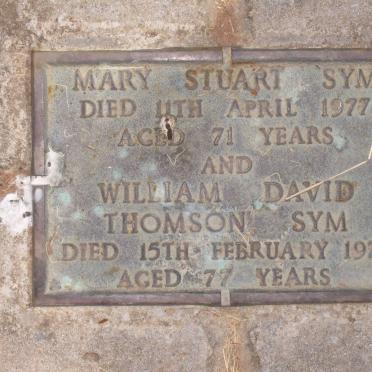 MARY STUART SYM
DIED 11TH APRIL 1977
AGED 71 YEARS
AND
WILLIAM DAVID
THOMSON SYM
DIED 15TH FEBRUARY
AGED 77 YEARS